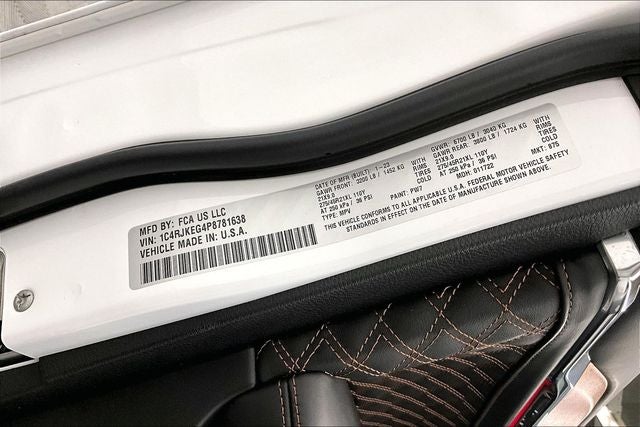 MFD BY: FCA US LLC
VIN: 1C4RJKEG4P8781638
VEHICLE MADE IN: U.S.A.
DATE OF MFR (BUILT): 1-23
GAWR FRONT: 3200 LB / 1452 KG WITH
21X9.0 RIMS
275/45R21XL 110Y TIRES
AT 250 kPa / 36 PSI COLD
TYPE: MPV PAINT: PW7
GVWR: 6700 LB / 3040 KG
GAWR REAR: 3800 LB / 1724 KG WITH
21X9.0 RIMS
275/45R21XL 110Y TIRES
AT 250 kPa / 36 PSI COLD
MDH: 011722 MKT: 875
THIS VEHICLE CONFORMS TO ALL APPLICABLE U.S.A. FEDERAL MOTOR VEHICLE SAFETY
STANDARDS IN EFFECT ON THE DATE OF MANUFACTURE SHOWN ABOVE.